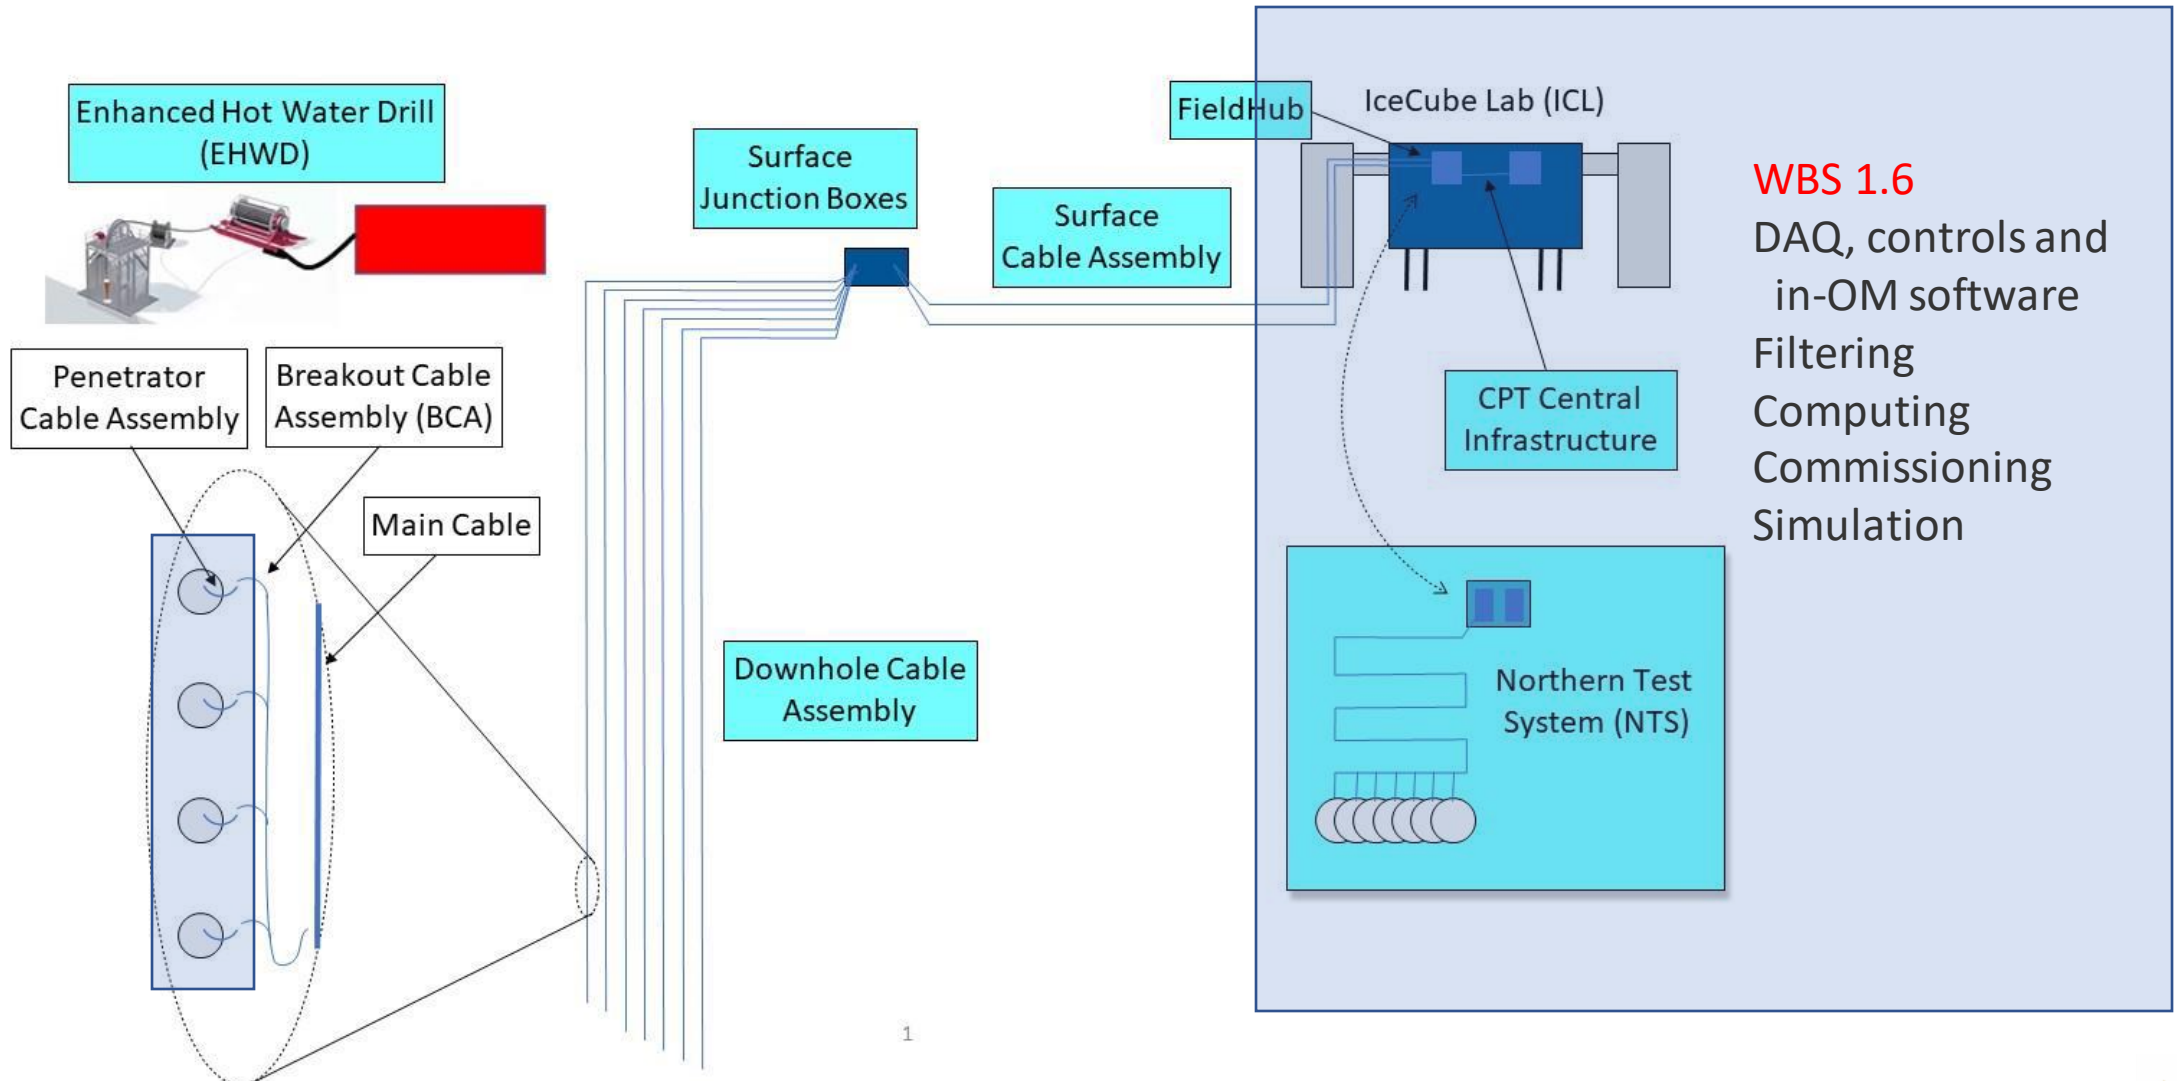 Enhanced Hot Water Drill
(EHWD)
Surface
Junction Boxes
Surface
Cable Assembly
FieldHub
IceCube Lab (ICL)
WBS 1.6
DAQ, controls and
in-OM software
Filtering
Computing
Commissioning
Simulation
Penetrator
Cable Assembly
Breakout Cable
Assembly (BCA)
Main Cable
CPT Central
Infrastructure
Downhole Cable
Assembly
Northern Test
System (NTS)
1